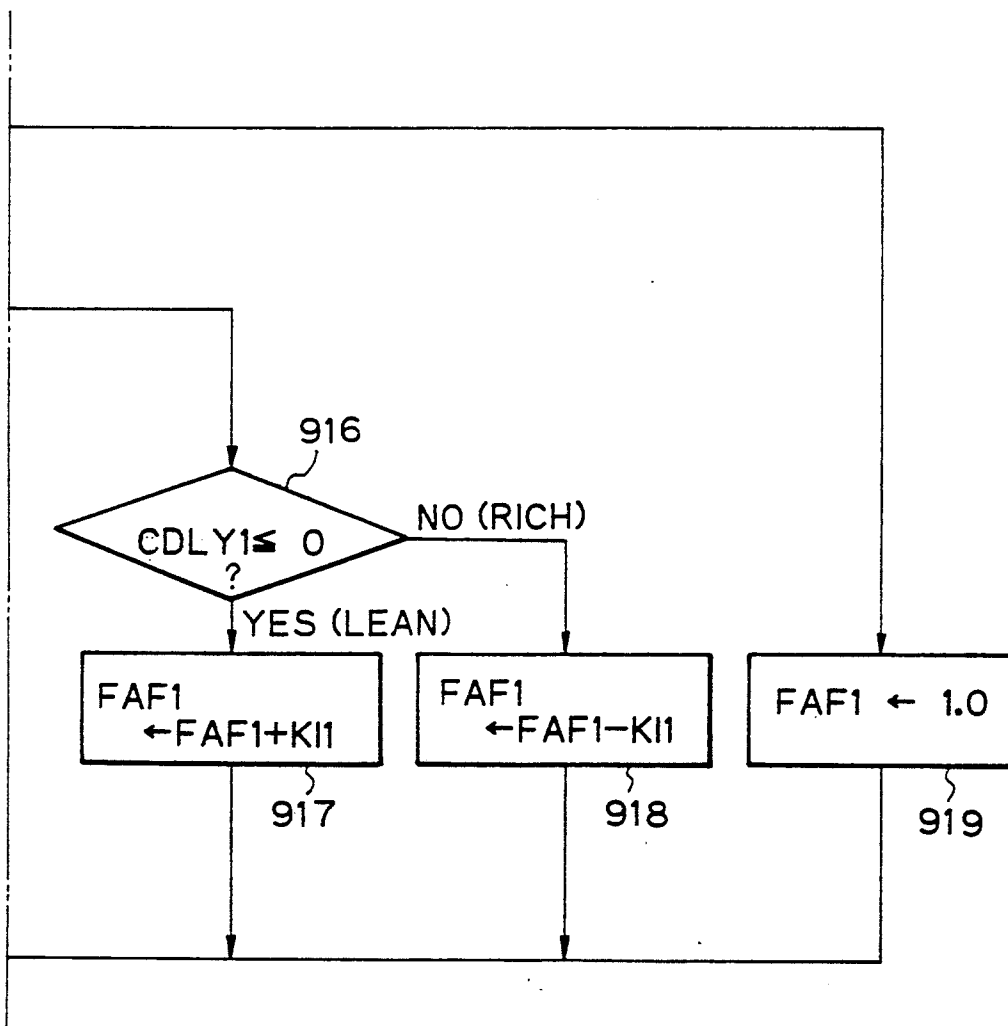 916
CDLY1≦ 0
?
NO (RICH)
YES (LEAN)
FAF1
←FAF1+KI1
917
FAF1
←FAF1−KI1
918
FAF1 ← 1.0
919